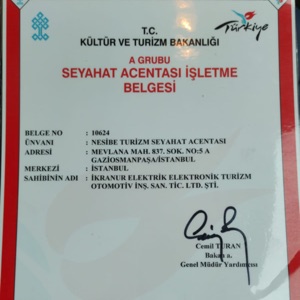 Türkiye
T.C.
KÜLTÜR VE TURİZM BAKANLIĞI
A GRUBU
SEYAHAT ACENTASI İŞLETME
BELGESİ
BELGE NO : 10624
ÜNVANI : NESİBE TURİZM SEYAHAT ACENTASI
ADRESİ : MEVLANA MAH. 837. SOK. NO:5 A
GAZİOSMANPAŞA/İSTANBUL
MERKEZİ : İSTANBUL
SAHİBİNİN ADI : İKRANUR ELEKTRİK ELEKTRONİK TURİZM
OTOMOTİV İNŞ. SAN. TİC. LTD. ŞTİ.
Cemil TURAN
Bakan a.
Genel Müdür Yardımcısı